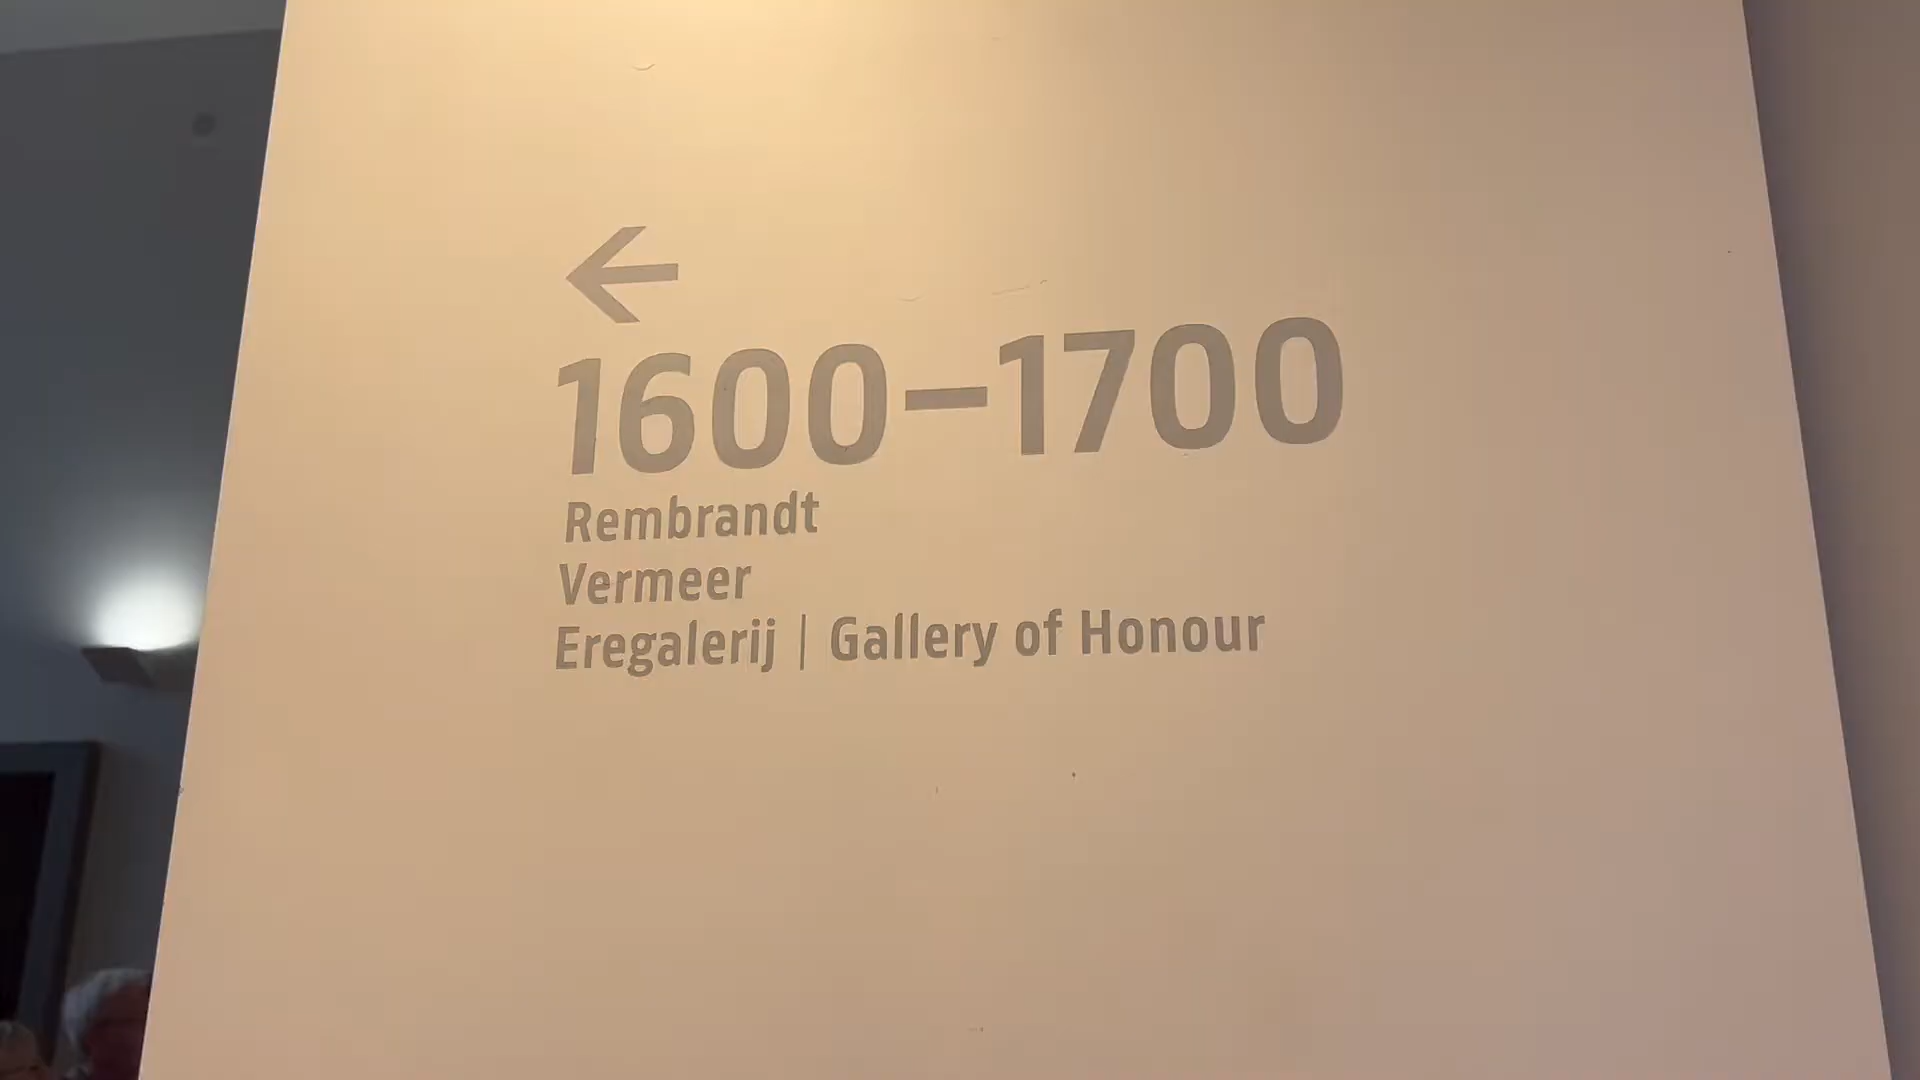 ←
1600–1700
Rembrandt
Vermeer
Eregalerij | Gallery of Honour